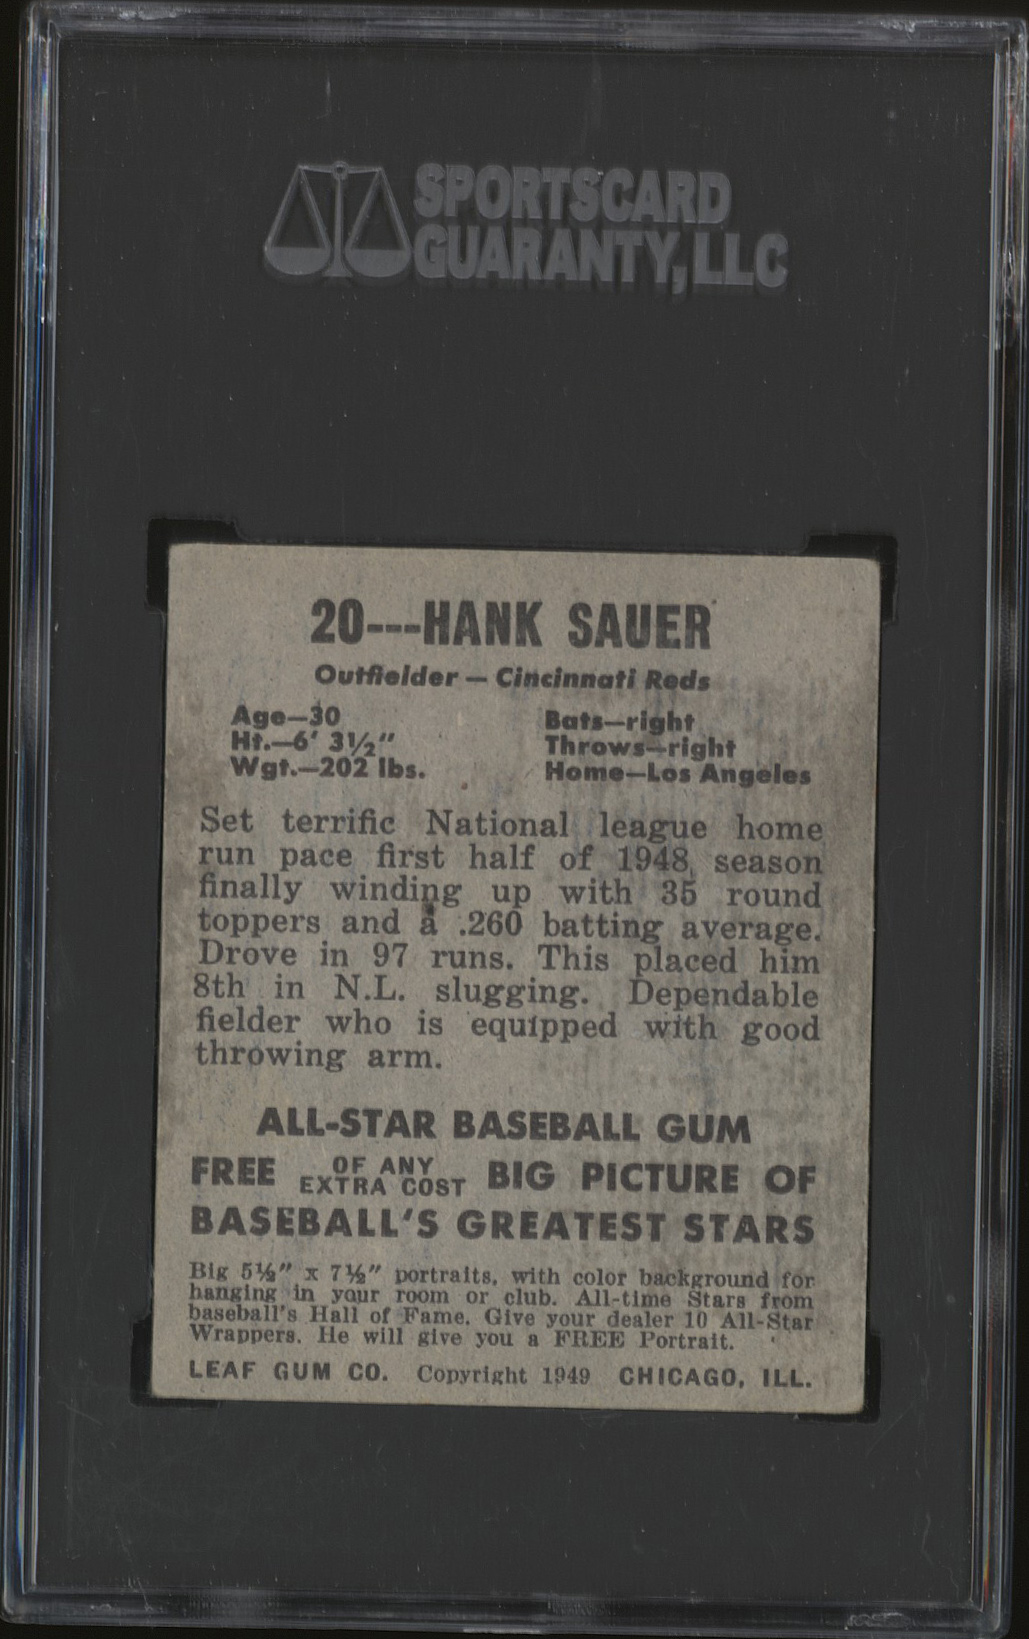 SPORTSCARD
GUARANTY, LLC
20---HANK SAUER
Outfielder — Cincinnati Reds
Age—30
Ht.—6' 3½"
Wgt.—202 lbs.
Bats—right
Throws—right
Home—Los Angeles
Set terrific National league home
run pace first half of 1948, season
finally winding up with 35 round
toppers and a .260 batting average.
Drove in 97 runs. This placed him
8th in N.L. slugging. Dependable
fielder who is equipped with good
throwing arm.
ALL-STAR BASEBALL GUM
FREE OF ANY EXTRA COST BIG PICTURE OF
BASEBALL'S GREATEST STARS
Big 5½" x 7½" portraits, with color background for
hanging in your room or club. All-time Stars from
baseball's Hall of Fame. Give your dealer 10 All-Star
Wrappers. He will give you a FREE Portrait.
LEAF GUM CO. Copyright 1949 CHICAGO, ILL.